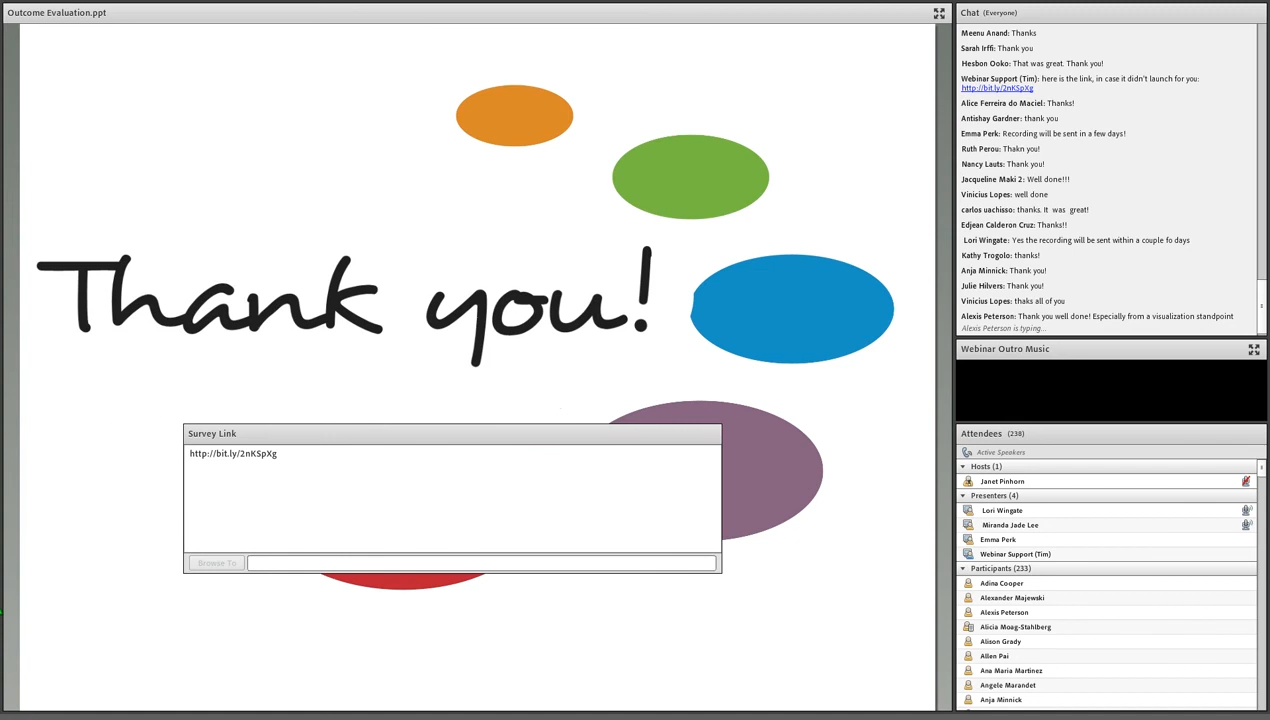 Outcome Evaluation.ppt
Thank you!
Survey Link
http://bit.ly/2nKSpXg
Browse To
Chat (Everyone)
Meenu Anand: Thanks
Sarah Irffi: Thank you
Hesbon Ooko: That was great. Thank you!
Webinar Support (Tim): here is the link, in case it didn't launch for you:
http://bit.ly/2nKSpXg
Alice Ferreira do Maciel: Thanks!
Antishay Gardner: thank you
Emma Perk: Recording will be sent in a few days!
Ruth Perou: Thakn you!
Nancy Lauts: Thank you!
Jacqueline Maki 2: Well done!!!
Vinicius Lopes: well done
carlos uachisso: thanks. It was great!
Edjean Calderon Cruz: Thanks!!
Lori Wingate: Yes the recording will be sent within a couple fo days
Kathy Trogolo: thanks!
Anja Minnick: Thank you!
Julie Hilvers: Thank you!
Vinicius Lopes: thaks all of you
Alexis Peterson: Thank you well done! Especially from a visualization standpoint
Alexis Peterson is typing...
Webinar Outro Music
Attendees (238)
Active Speakers
Hosts (1)
Janet Pinhorn
Presenters (4)
Lori Wingate
Miranda Jade Lee
Emma Perk
Webinar Support (Tim)
Participants (233)
Adina Cooper
Alexander Majewski
Alexis Peterson
Alicia Moag-Stahlberg
Alison Grady
Allen Pai
Ana Maria Martinez
Angele Marandet
Anja Minnick